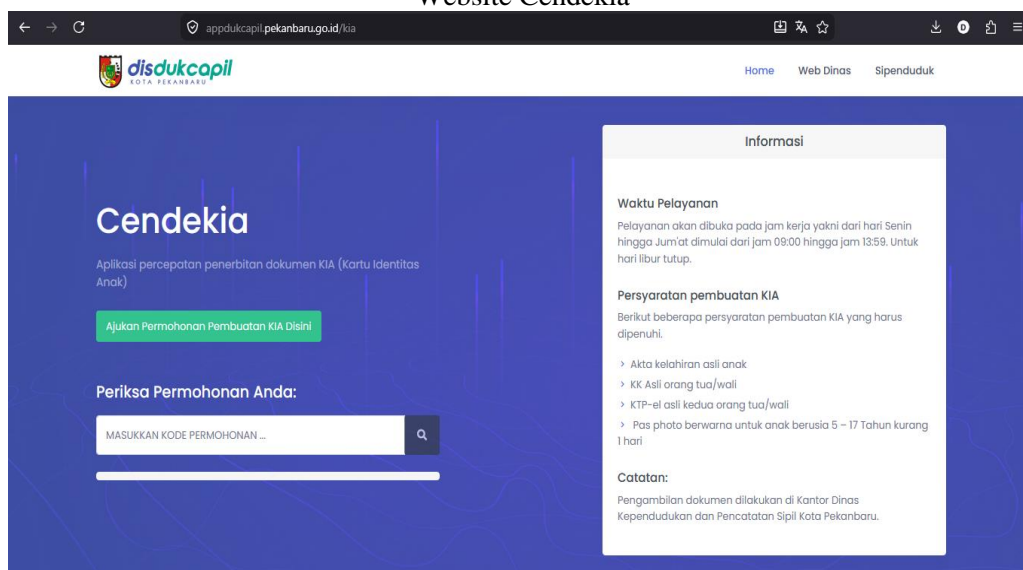 Website Cendekia
appdukcapil.pekanbaru.go.id/kia
disdukcapil
KOTA PEKANBARU
Home Web Dinas Sipenduduk
Cendekia
Aplikasi percepatan penerbitan dokumen KIA (Kartu Identitas
Anak)
Ajukan Permohonan Pembuatan KIA Disini
Periksa Permohonan Anda:
MASUKKAN KODE PERMOHONAN ...
Informasi
Waktu Pelayanan
Pelayanan akan dibuka pada jam kerja yakni dari hari Senin
hingga Jum'at dimulai dari jam 09:00 hingga jam 13:59. Untuk
hari libur tutup.
Persyaratan pembuatan KIA
Berikut beberapa persyaratan pembuatan KIA yang harus
dipenuhi.
> Akta kelahiran asli anak
> KK Asli orang tua/wali
> KTP-el asli kedua orang tua/wali
> Pas photo berwarna untuk anak berusia 5 – 17 Tahun kurang
1 hari
Catatan:
Pengambilan dokumen dilakukan di Kantor Dinas
Kependudukan dan Pencatatan Sipil Kota Pekanbaru.